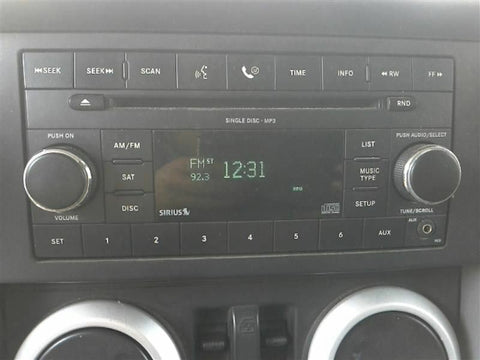 SEEK SEEK SCAN TIME INFO RW FF
SINGLE DISC - MP3 RND
PUSH ON AM/FM LIST PUSH AUDIO/SELECT
FM ST 12:31
92.3
SAT MUSIC TYPE
DISC SETUP
VOLUME SIRIUS TUNE/SCROLL
AUX
SET 1 2 3 4 5 6 AUX